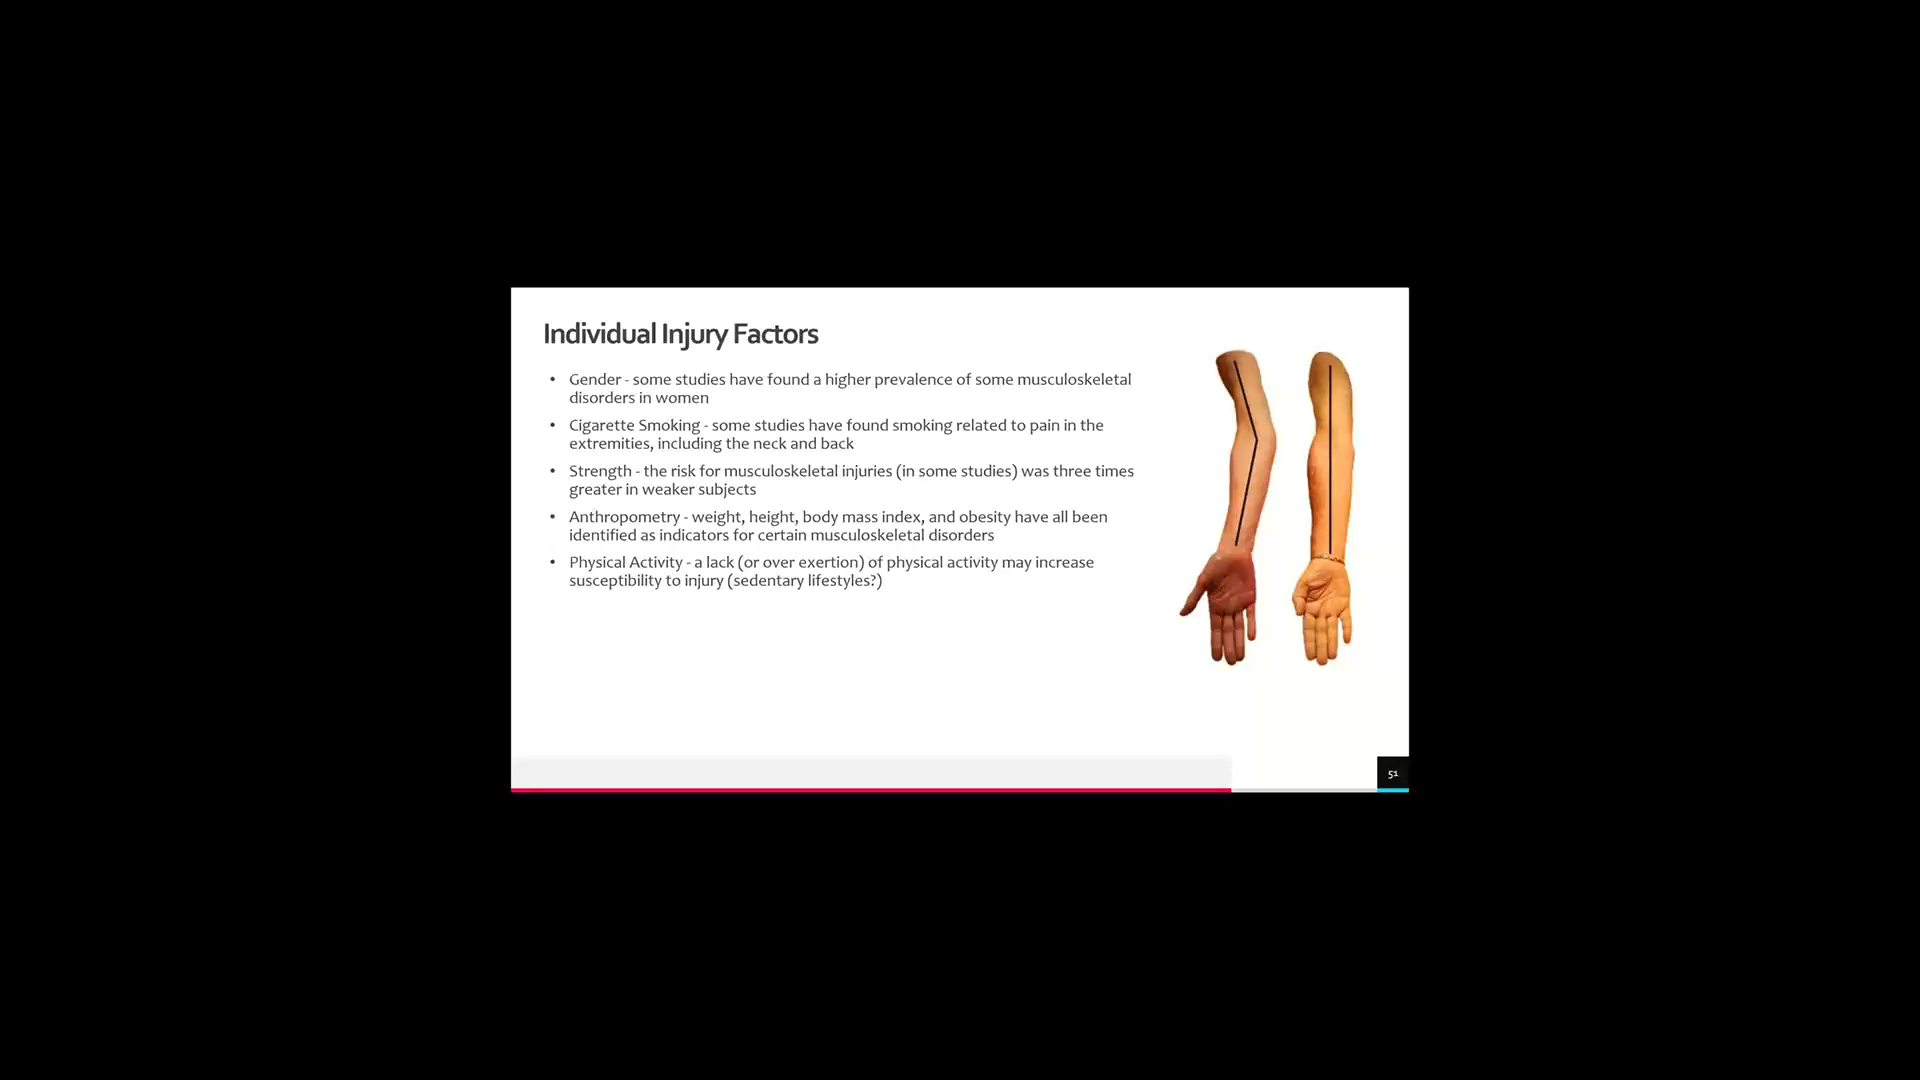 Individual Injury Factors
• Gender - some studies have found a higher prevalence of some musculoskeletal
disorders in women
• Cigarette Smoking - some studies have found smoking related to pain in the
extremities, including the neck and back
• Strength - the risk for musculoskeletal injuries (in some studies) was three times
greater in weaker subjects
• Anthropometry - weight, height, body mass index, and obesity have all been
identified as indicators for certain musculoskeletal disorders
• Physical Activity - a lack (or over exertion) of physical activity may increase
susceptibility to injury (sedentary lifestyles?)
51